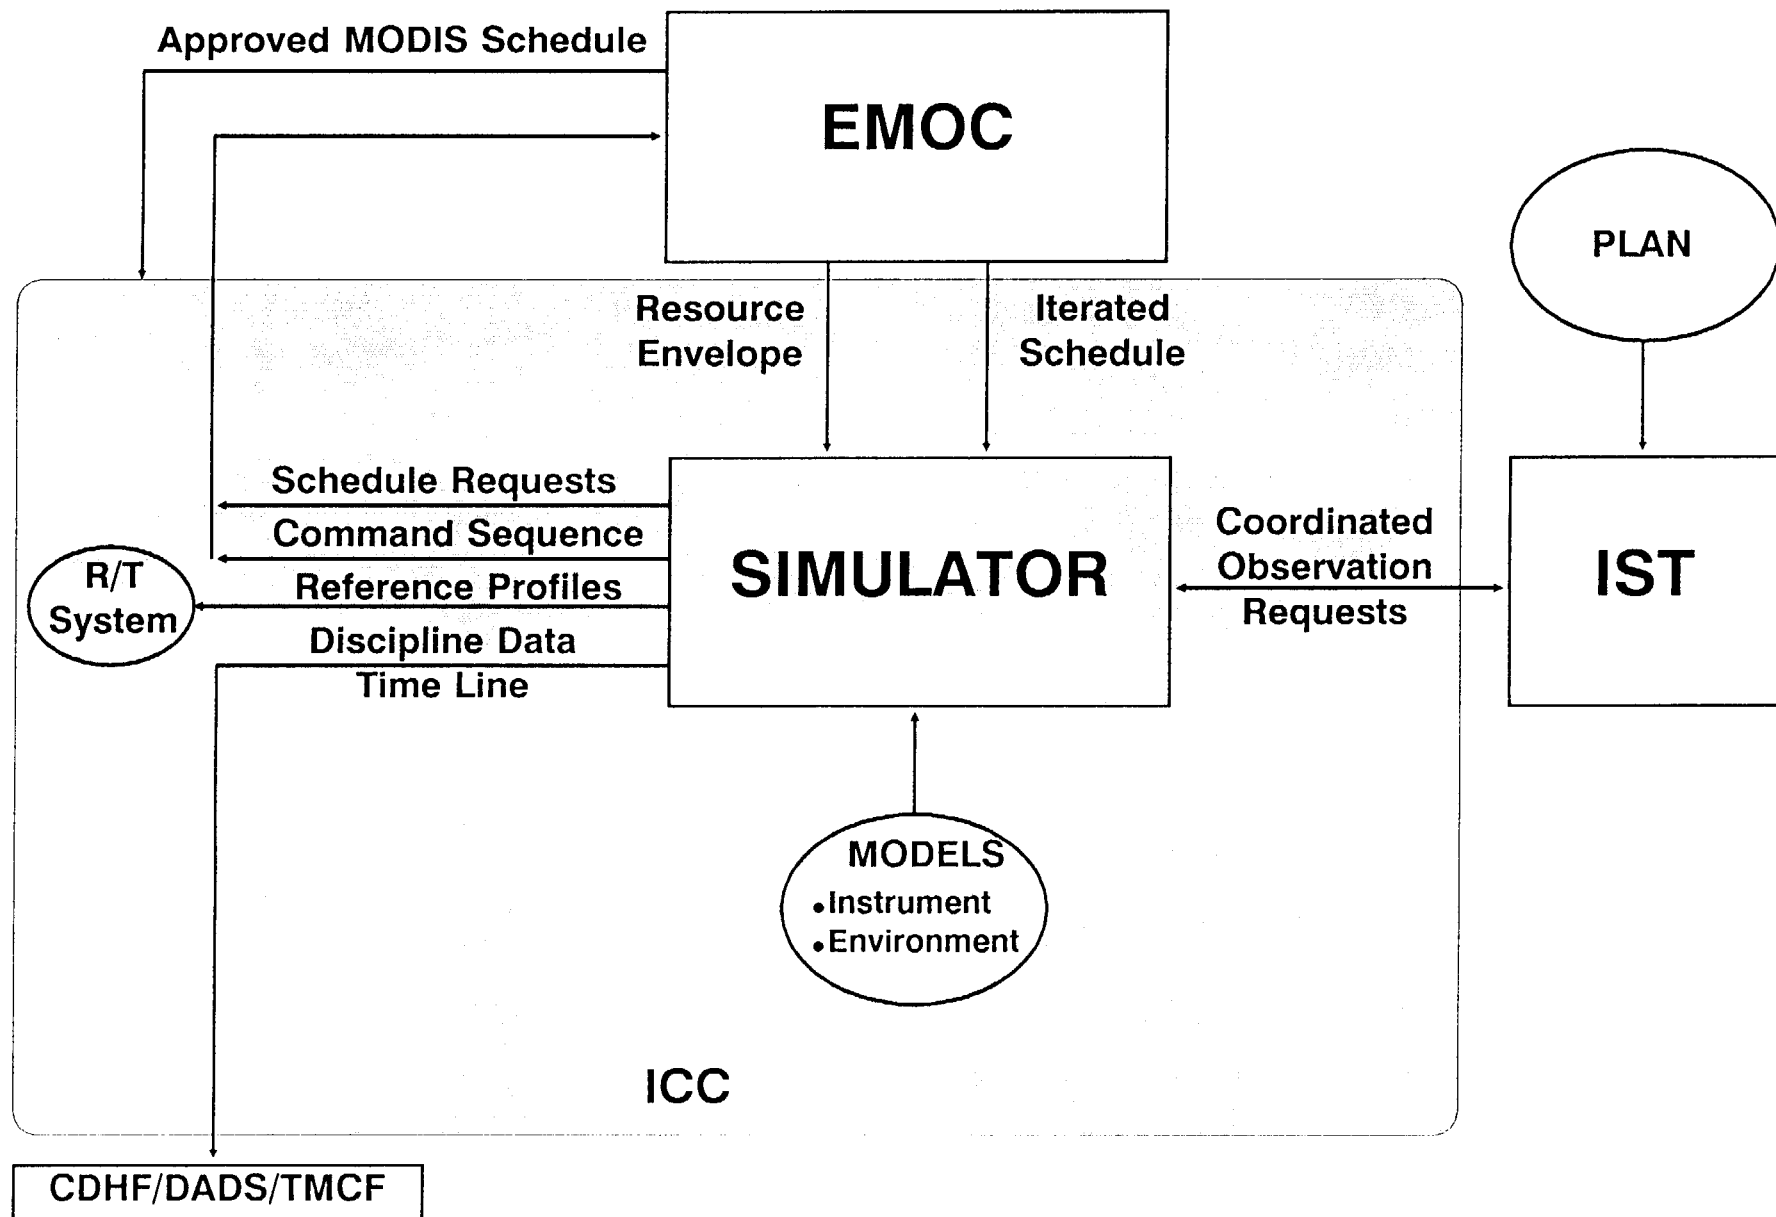 Approved MODIS Schedule
EMOC
PLAN
Resource
Envelope
Iterated
Schedule
Schedule Requests
Command Sequence
Reference Profiles
Discipline Data
Time Line
R/T
System
SIMULATOR
Coordinated
Observation
Requests
IST
MODELS
•Instrument
•Environment
ICC
CDHF/DADS/TMCF